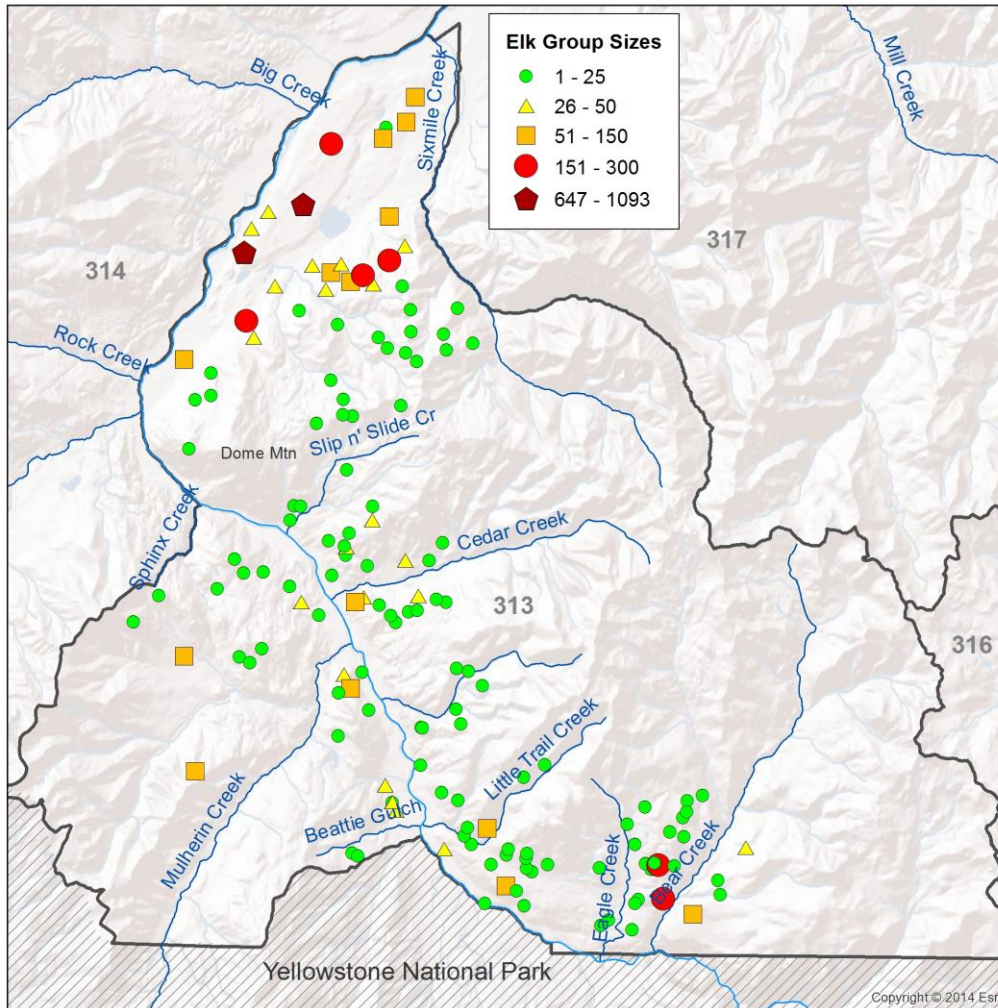 Elk Group Sizes
1 - 25
26 - 50
51 - 150
151 - 300
647 - 1093
Big Creek
Sixmile Creek
Mill Creek
317
314
Rock Creek
Slip n' Slide Cr
Dome Mtn
Sphinx Creek
Cedar Creek
313
316
Little Trail Creek
Beattie Gulch
Mulherin Creek
Eagle Creek
Bear Creek
Yellowstone National Park
Copyright © 2014 Esri